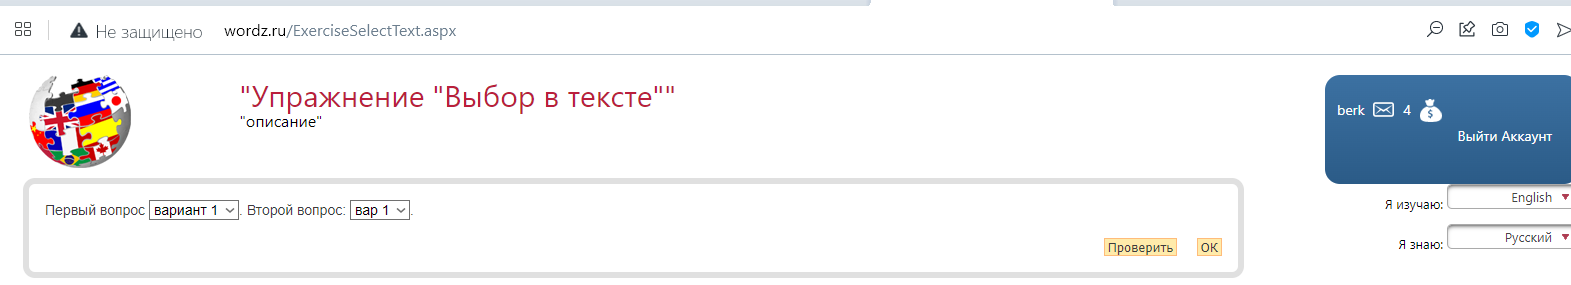 Не защищено wordz.ru/ExerciseSelectText.aspx
"Упражнение "Выбор в тексте""
"описание"
berk 4
Выйти Аккаунт
Первый вопрос вариант 1. Второй вопрос: вар 1.
Проверить ОК
Я изучаю: English
Я знаю: Русский